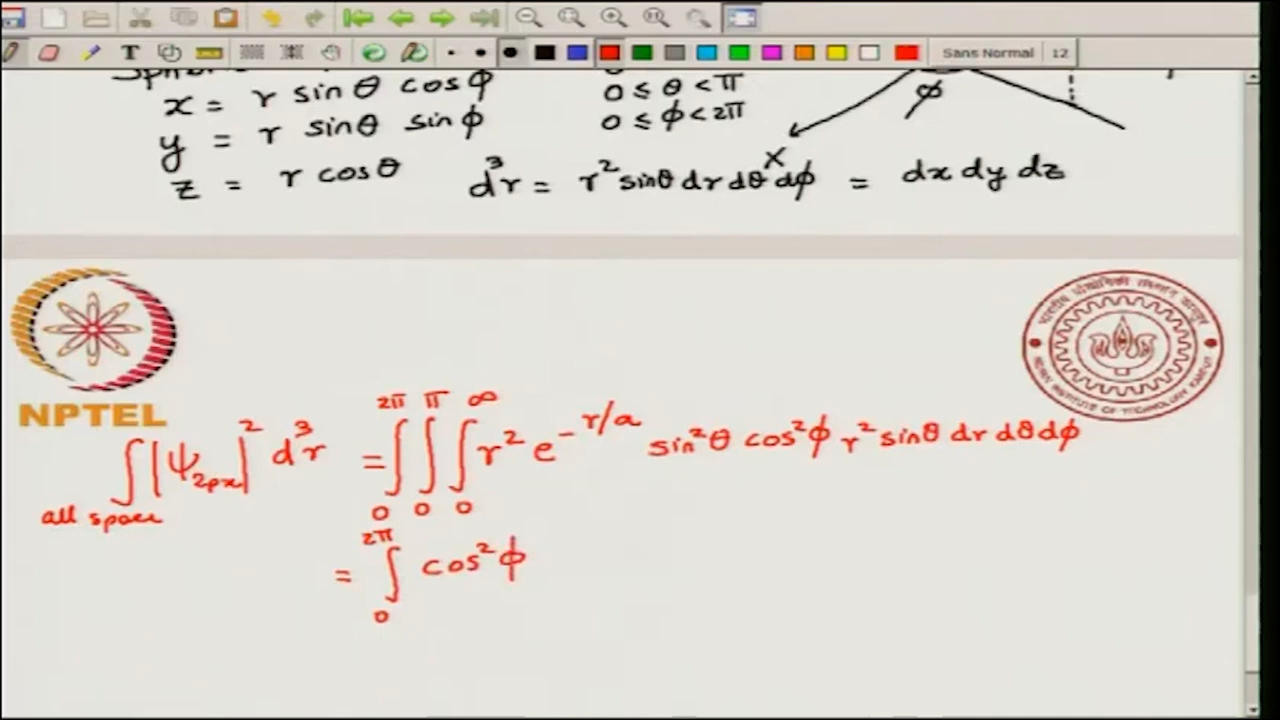 Sans Normal 12
x = r sinθ cosϕ 0 ≤ θ < π ϕ
y = r sinθ sinϕ 0 ≤ ϕ < 2π X
z = r cosθ d³r = r² sinθ dr dθ dϕ = dx dy dz
NPTEL
∫_{all space} |ψ_{2px}|² d³r = ∫₀^{2π} ∫₀^{π} ∫₀^{∞} r² e^{-r/a} sin²θ cos²ϕ r² sinθ dr dθ dϕ
= ∫₀^{2π} cos²ϕ